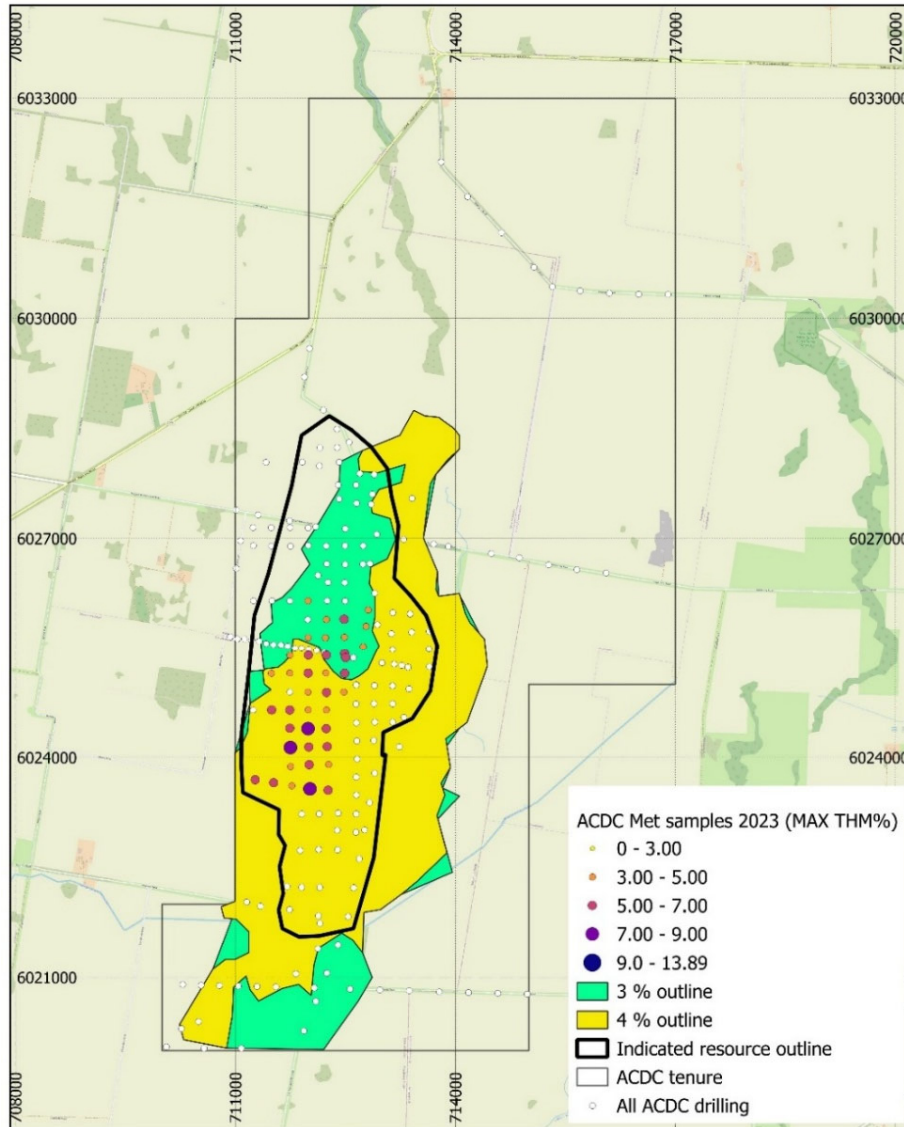 708000
711000
714000
717000
720000
6033000
6033000
6030000
6030000
6027000
6027000
6024000
6024000
6021000
6021000
ACDC Met samples 2023 (MAX THM%)
0 - 3.00
3.00 - 5.00
5.00 - 7.00
7.00 - 9.00
9.0 - 13.89
3 % outline
4 % outline
Indicated resource outline
ACDC tenure
All ACDC drilling
708000
711000
714000